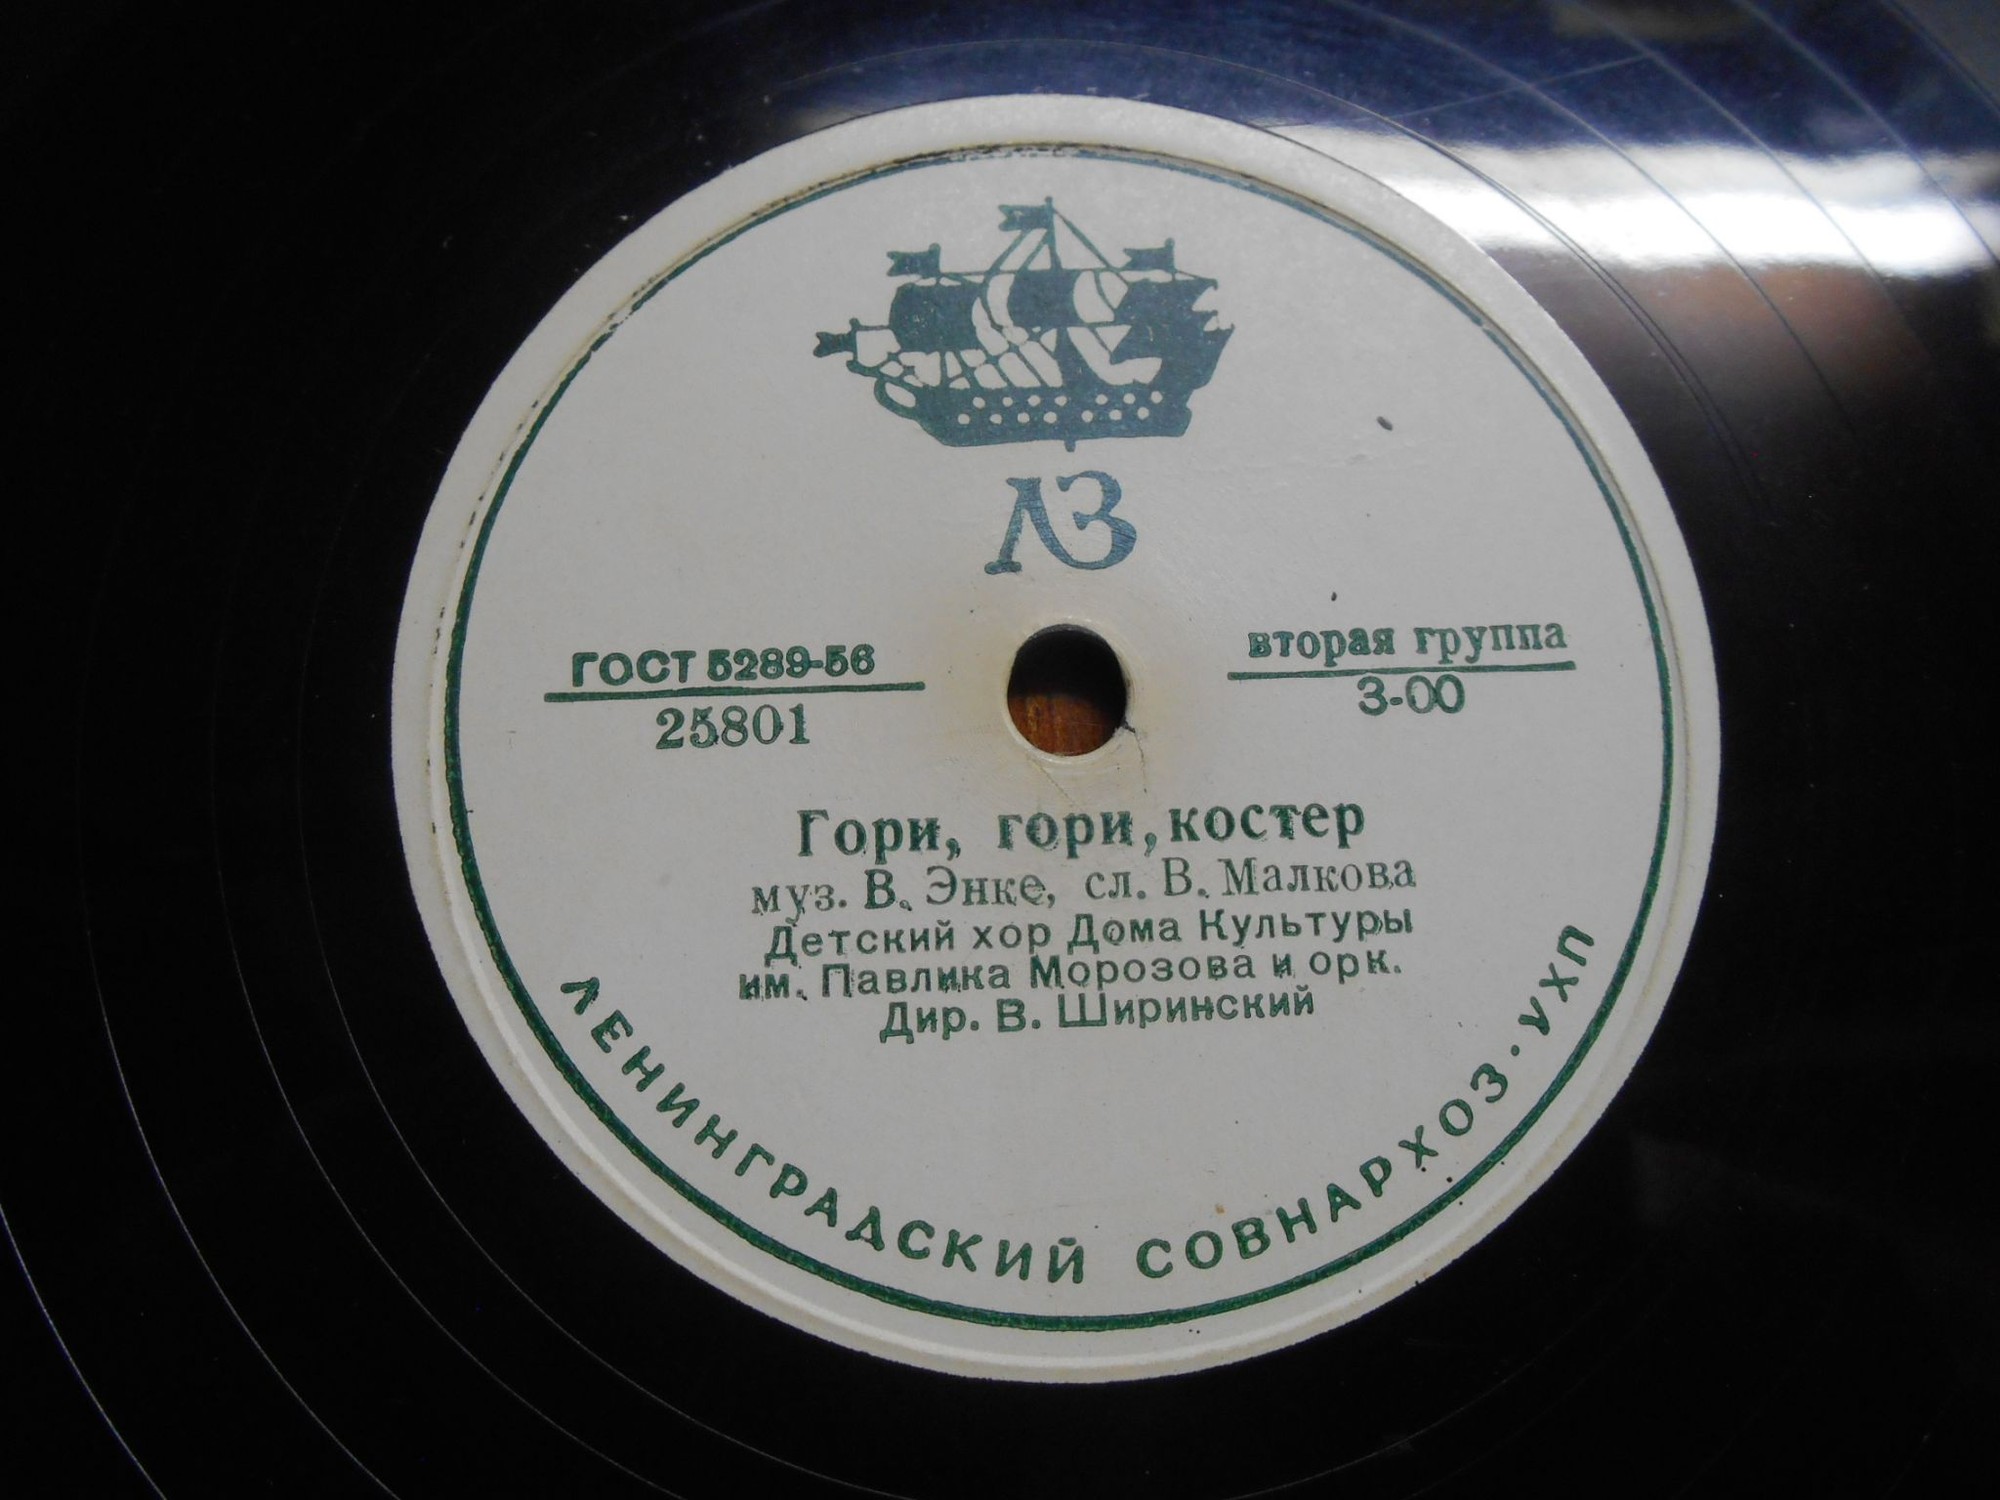 ЛЗ
ГОСТ 5289-56
25801
вторая группа
3-00
Гори, гори, костер
муз. В. Энке, сл. В. Малкова
Детский хор Дома Культуры
им. Павлика Морозова и орк.
Дир. В. Ширинский
ЛЕНИНГРАДСКИЙ СОВНАРХОЗ · УХП